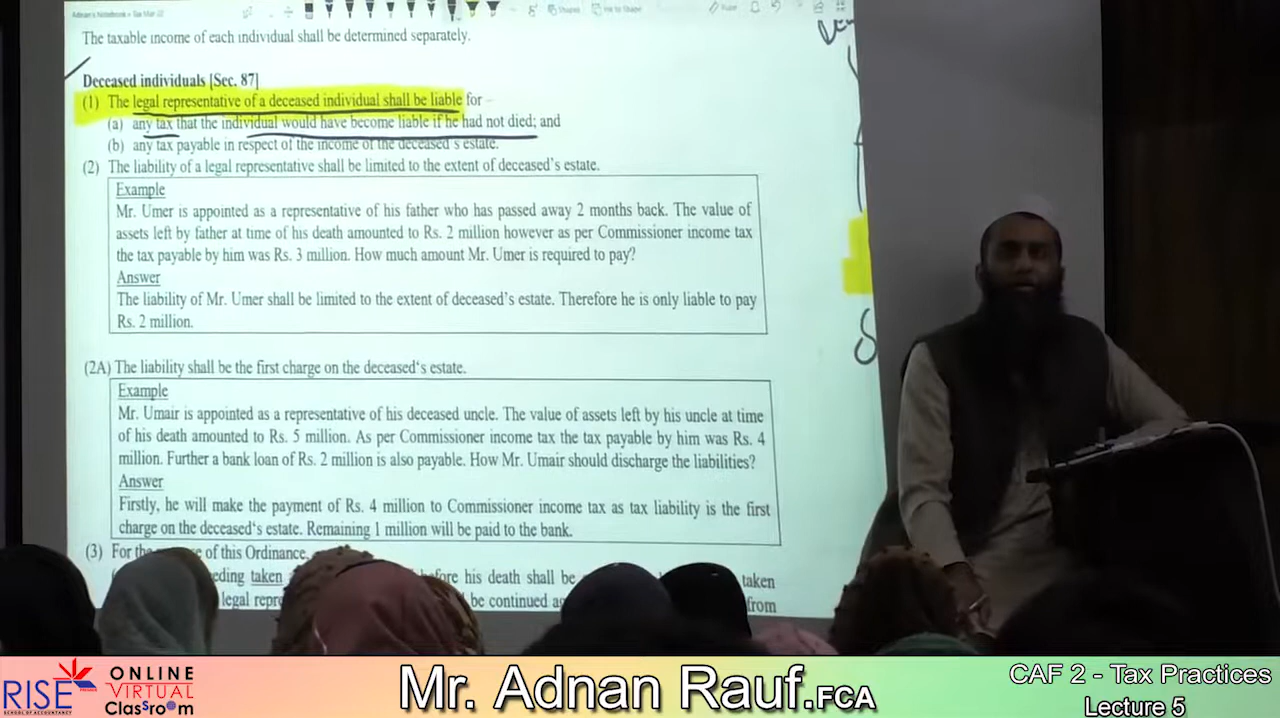 Adnan's Notebook » Tax Mar 22
Shapes
Ink to Shape
Ruler
The taxable income of each individual shall be determined separately.
Deceased individuals [Sec. 87]
(1) The legal representative of a deceased individual shall be liable for –
(a) any tax that the individual would have become liable if he had not died; and
(b) any tax payable in respect of the income of the deceased's estate.
(2) The liability of a legal representative shall be limited to the extent of deceased's estate.
Example
Mr. Umer is appointed as a representative of his father who has passed away 2 months back. The value of
assets left by father at time of his death amounted to Rs. 2 million however as per Commissioner income tax
the tax payable by him was Rs. 3 million. How much amount Mr. Umer is required to pay?
Answer
The liability of Mr. Umer shall be limited to the extent of deceased's estate. Therefore he is only liable to pay
Rs. 2 million.
(2A) The liability shall be the first charge on the deceased's estate.
Example
Mr. Umair is appointed as a representative of his deceased uncle. The value of assets left by his uncle at time
of his death amounted to Rs. 5 million. As per Commissioner income tax the tax payable by him was Rs. 4
million. Further a bank loan of Rs. 2 million is also payable. How Mr. Umair should discharge the liabilities?
Answer
Firstly, he will make the payment of Rs. 4 million to Commissioner income tax as tax liability is the first
charge on the deceased's estate. Remaining 1 million will be paid to the bank.
(3) For the of this Ordinance,
taken before his death shall be taken
legal be continued from
RISE
SCHOOL OF ACCOUNTANCY
ONLINE
VIRTUAL
Classroom
Mr. Adnan Rauf.FCA
CAF 2 - Tax Practices
Lecture 5